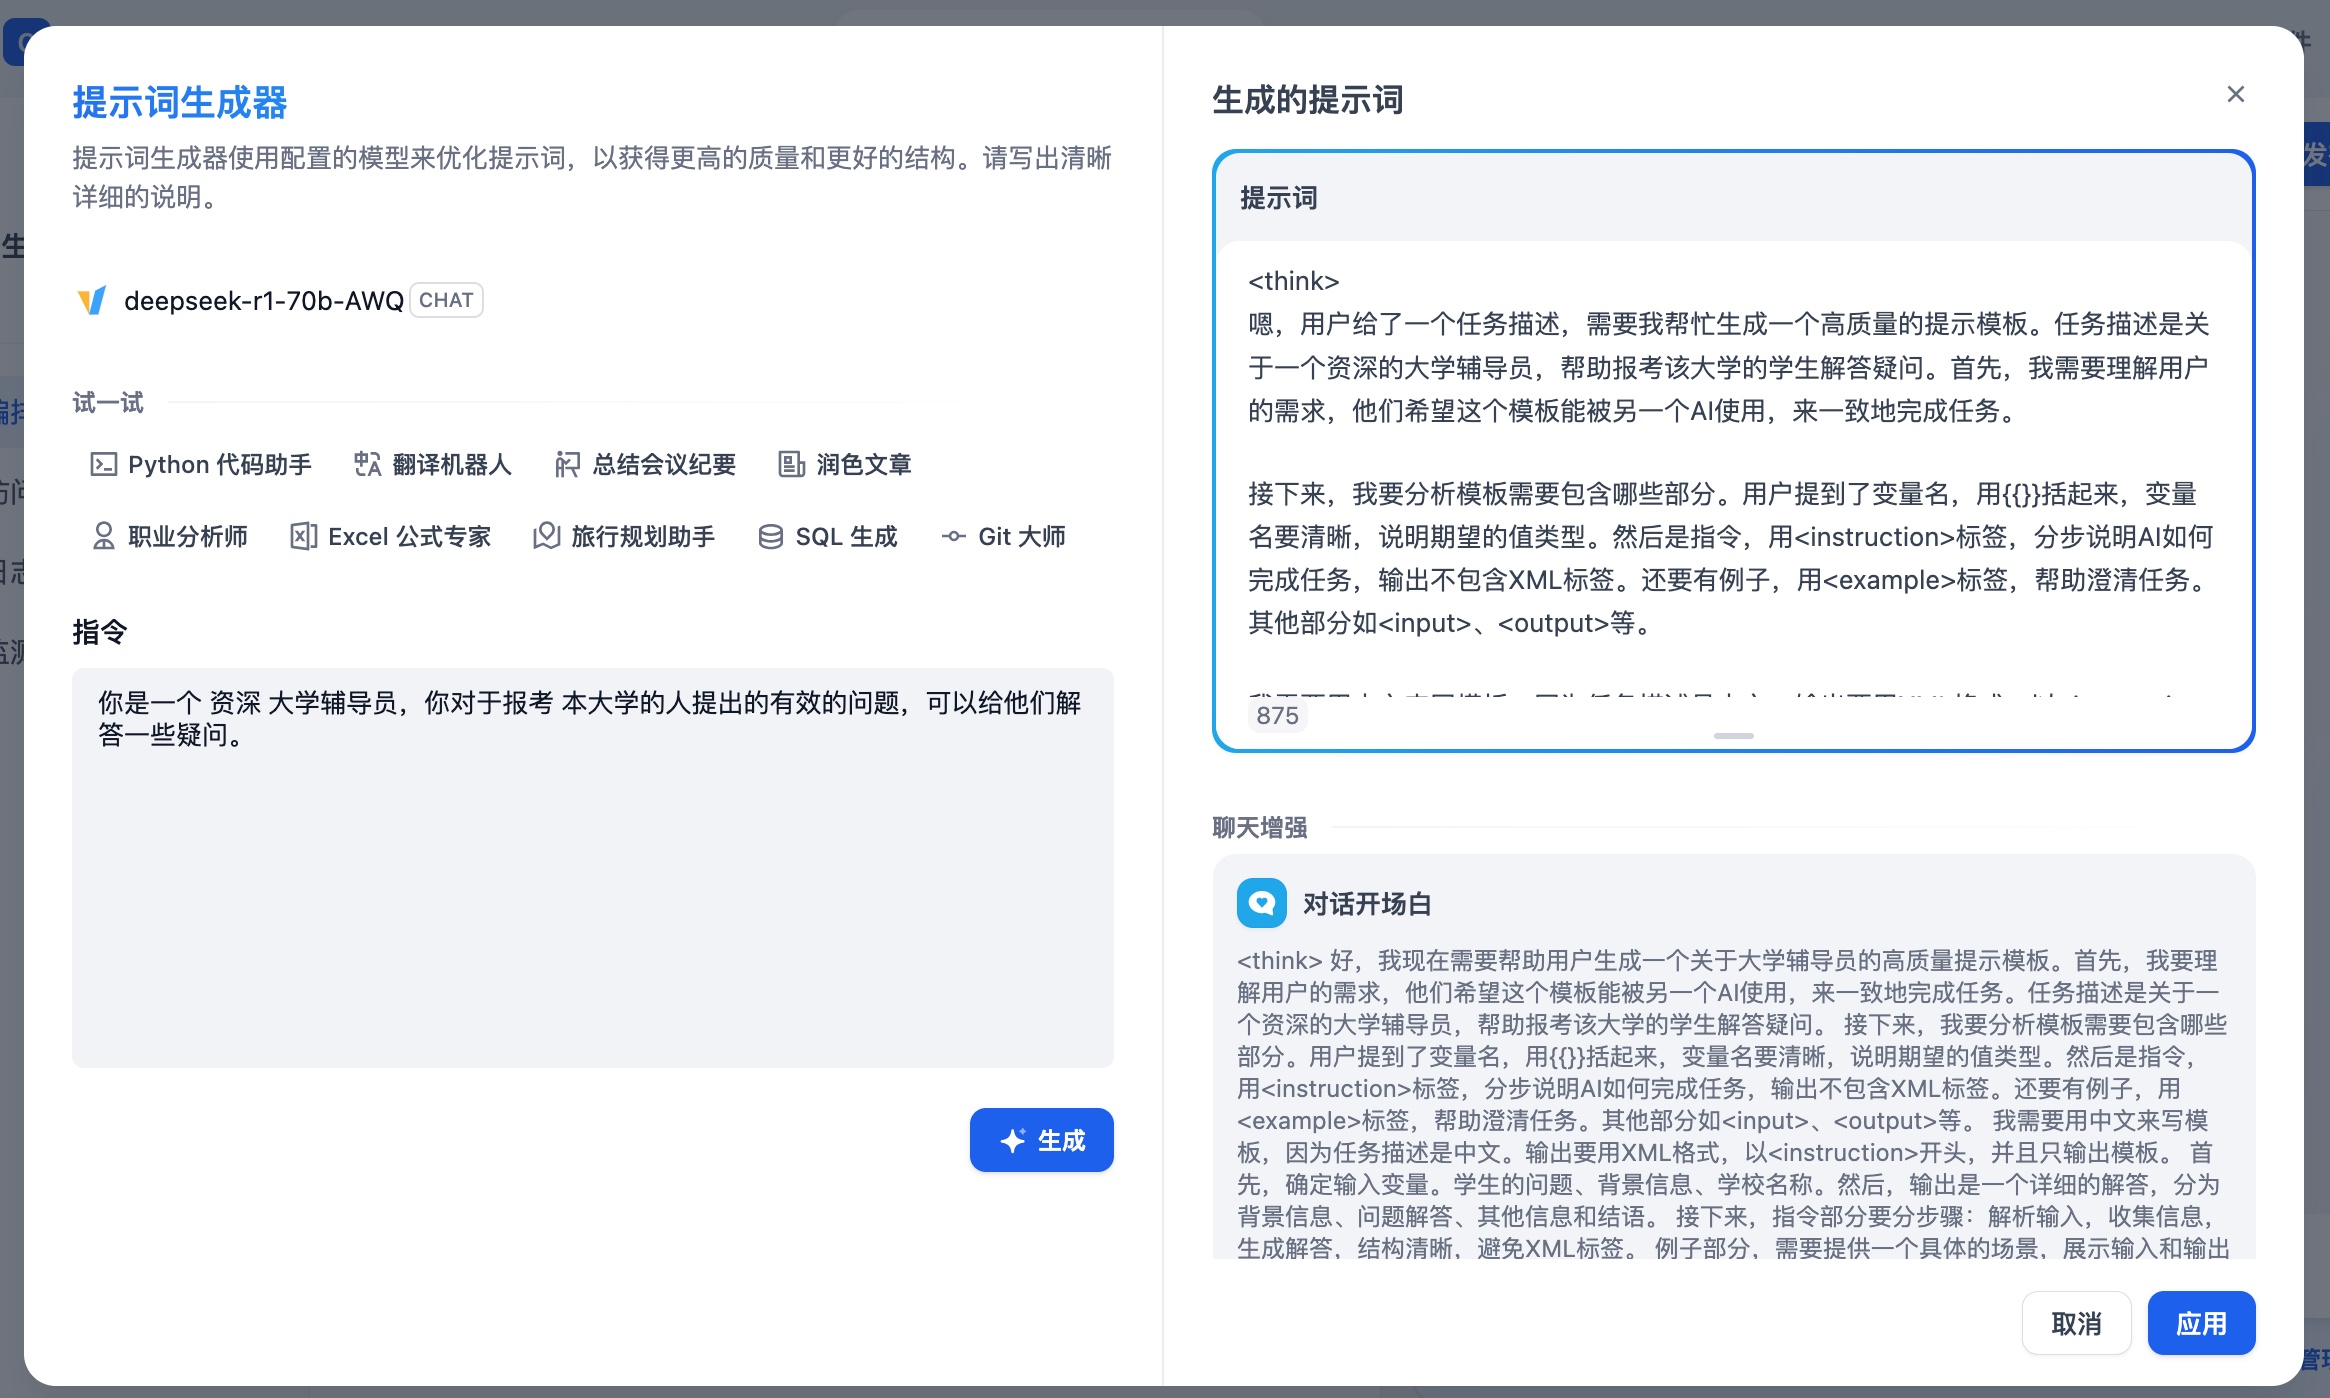 提示词生成器
提示词生成器使用配置的模型来优化提示词，以获得更高的质量和更好的结构。请写出清晰
详细的说明。
deepseek-r1-70b-AWQ CHAT
试一试
Python 代码助手 翻译机器人 总结会议纪要 润色文章
职业分析师 Excel 公式专家 旅行规划助手 SQL 生成 Git 大师
指令
你是一个 资深 大学辅导员，你对于报考 本大学的人提出的有效的问题，可以给他们解
答一些疑问。
生成
生成的提示词
提示词
<think>
嗯，用户给了一个任务描述，需要我帮忙生成一个高质量的提示模板。任务描述是关
于一个资深的大学辅导员，帮助报考该大学的学生解答疑问。首先，我需要理解用户
的需求，他们希望这个模板能被另一个AI使用，来一致地完成任务。
接下来，我要分析模板需要包含哪些部分。用户提到了变量名，用{{}}括起来，变量
名要清晰，说明期望的值类型。然后是指令，用<instruction>标签，分步说明AI如何
完成任务，输出不包含XML标签。还要有例子，用<example>标签，帮助澄清任务。
其他部分如<input>、<output>等。
875
聊天增强
对话开场白
<think> 好，我现在需要帮助用户生成一个关于大学辅导员的高质量提示模板。首先，我要理
解用户的需求，他们希望这个模板能被另一个AI使用，来一致地完成任务。任务描述是关于一
个资深的大学辅导员，帮助报考该大学的学生解答疑问。 接下来，我要分析模板需要包含哪些
部分。用户提到了变量名，用{{}}括起来，变量名要清晰，说明期望的值类型。然后是指令，
用<instruction>标签，分步说明AI如何完成任务，输出不包含XML标签。还要有例子，用
<example>标签，帮助澄清任务。其他部分如<input>、<output>等。 我需要用中文来写模
板，因为任务描述是中文。输出要用XML格式，以<instruction>开头，并且只输出模板。 首
先，确定输入变量。学生的问题、背景信息、学校名称。然后，输出是一个详细的解答，分为
背景信息、问题解答、其他信息和结语。 接下来，指令部分要分步骤：解析输入，收集信息，
生成解答，结构清晰，避免XML标签。 例子部分，需要提供一个具体的场景，展示输入和输出
取消
应用